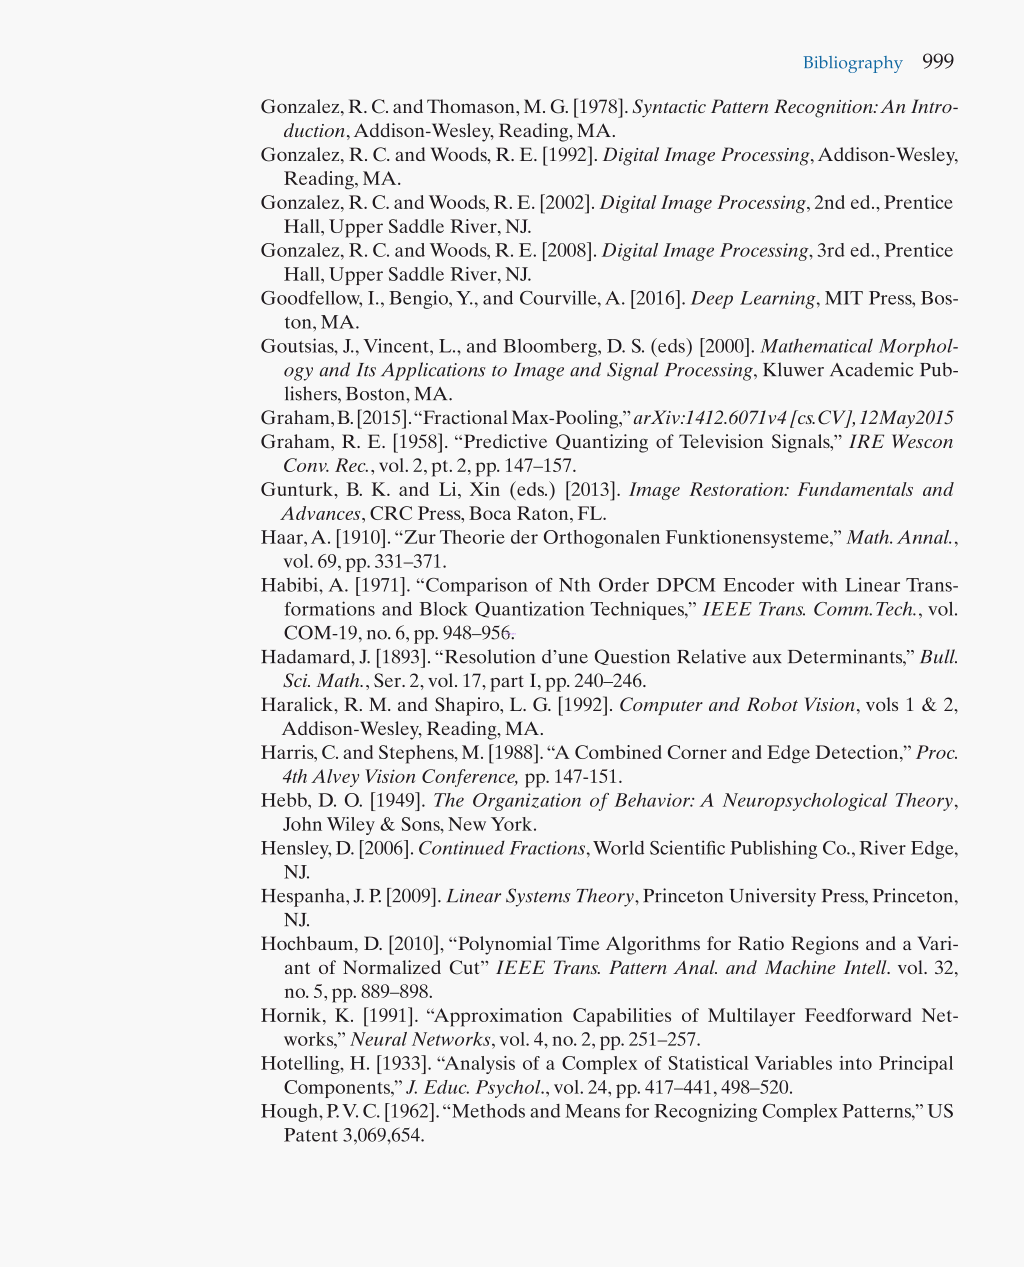 Bibliography 999
Gonzalez, R. C. and Thomason, M. G. [1978]. Syntactic Pattern Recognition: An Intro-
duction, Addison-Wesley, Reading, MA.
Gonzalez, R. C. and Woods, R. E. [1992]. Digital Image Processing, Addison-Wesley,
Reading, MA.
Gonzalez, R. C. and Woods, R. E. [2002]. Digital Image Processing, 2nd ed., Prentice
Hall, Upper Saddle River, NJ.
Gonzalez, R. C. and Woods, R. E. [2008]. Digital Image Processing, 3rd ed., Prentice
Hall, Upper Saddle River, NJ.
Goodfellow, I., Bengio, Y., and Courville, A. [2016]. Deep Learning, MIT Press, Bos-
ton, MA.
Goutsias, J., Vincent, L., and Bloomberg, D. S. (eds) [2000]. Mathematical Morphol-
ogy and Its Applications to Image and Signal Processing, Kluwer Academic Pub-
lishers, Boston, MA.
Graham, B. [2015]. “Fractional Max-Pooling,” arXiv:1412.6071v4 [cs.CV], 12May2015
Graham, R. E. [1958]. “Predictive Quantizing of Television Signals,” IRE Wescon
Conv. Rec., vol. 2, pt. 2, pp. 147–157.
Gunturk, B. K. and Li, Xin (eds.) [2013]. Image Restoration: Fundamentals and
Advances, CRC Press, Boca Raton, FL.
Haar, A. [1910]. “Zur Theorie der Orthogonalen Funktionensysteme,” Math. Annal.,
vol. 69, pp. 331–371.
Habibi, A. [1971]. “Comparison of Nth Order DPCM Encoder with Linear Trans-
formations and Block Quantization Techniques,” IEEE Trans. Comm. Tech., vol.
COM-19, no. 6, pp. 948–956.
Hadamard, J. [1893]. “Resolution d’une Question Relative aux Determinants,” Bull.
Sci. Math., Ser. 2, vol. 17, part I, pp. 240–246.
Haralick, R. M. and Shapiro, L. G. [1992]. Computer and Robot Vision, vols 1 & 2,
Addison-Wesley, Reading, MA.
Harris, C. and Stephens, M. [1988]. “A Combined Corner and Edge Detection,” Proc.
4th Alvey Vision Conference, pp. 147-151.
Hebb, D. O. [1949]. The Organization of Behavior: A Neuropsychological Theory,
John Wiley & Sons, New York.
Hensley, D. [2006]. Continued Fractions, World Scientific Publishing Co., River Edge,
NJ.
Hespanha, J. P. [2009]. Linear Systems Theory, Princeton University Press, Princeton,
NJ.
Hochbaum, D. [2010], “Polynomial Time Algorithms for Ratio Regions and a Vari-
ant of Normalized Cut” IEEE Trans. Pattern Anal. and Machine Intell. vol. 32,
no. 5, pp. 889–898.
Hornik, K. [1991]. “Approximation Capabilities of Multilayer Feedforward Net-
works,” Neural Networks, vol. 4, no. 2, pp. 251–257.
Hotelling, H. [1933]. “Analysis of a Complex of Statistical Variables into Principal
Components,” J. Educ. Psychol., vol. 24, pp. 417–441, 498–520.
Hough, P. V. C. [1962]. “Methods and Means for Recognizing Complex Patterns,” US
Patent 3,069,654.